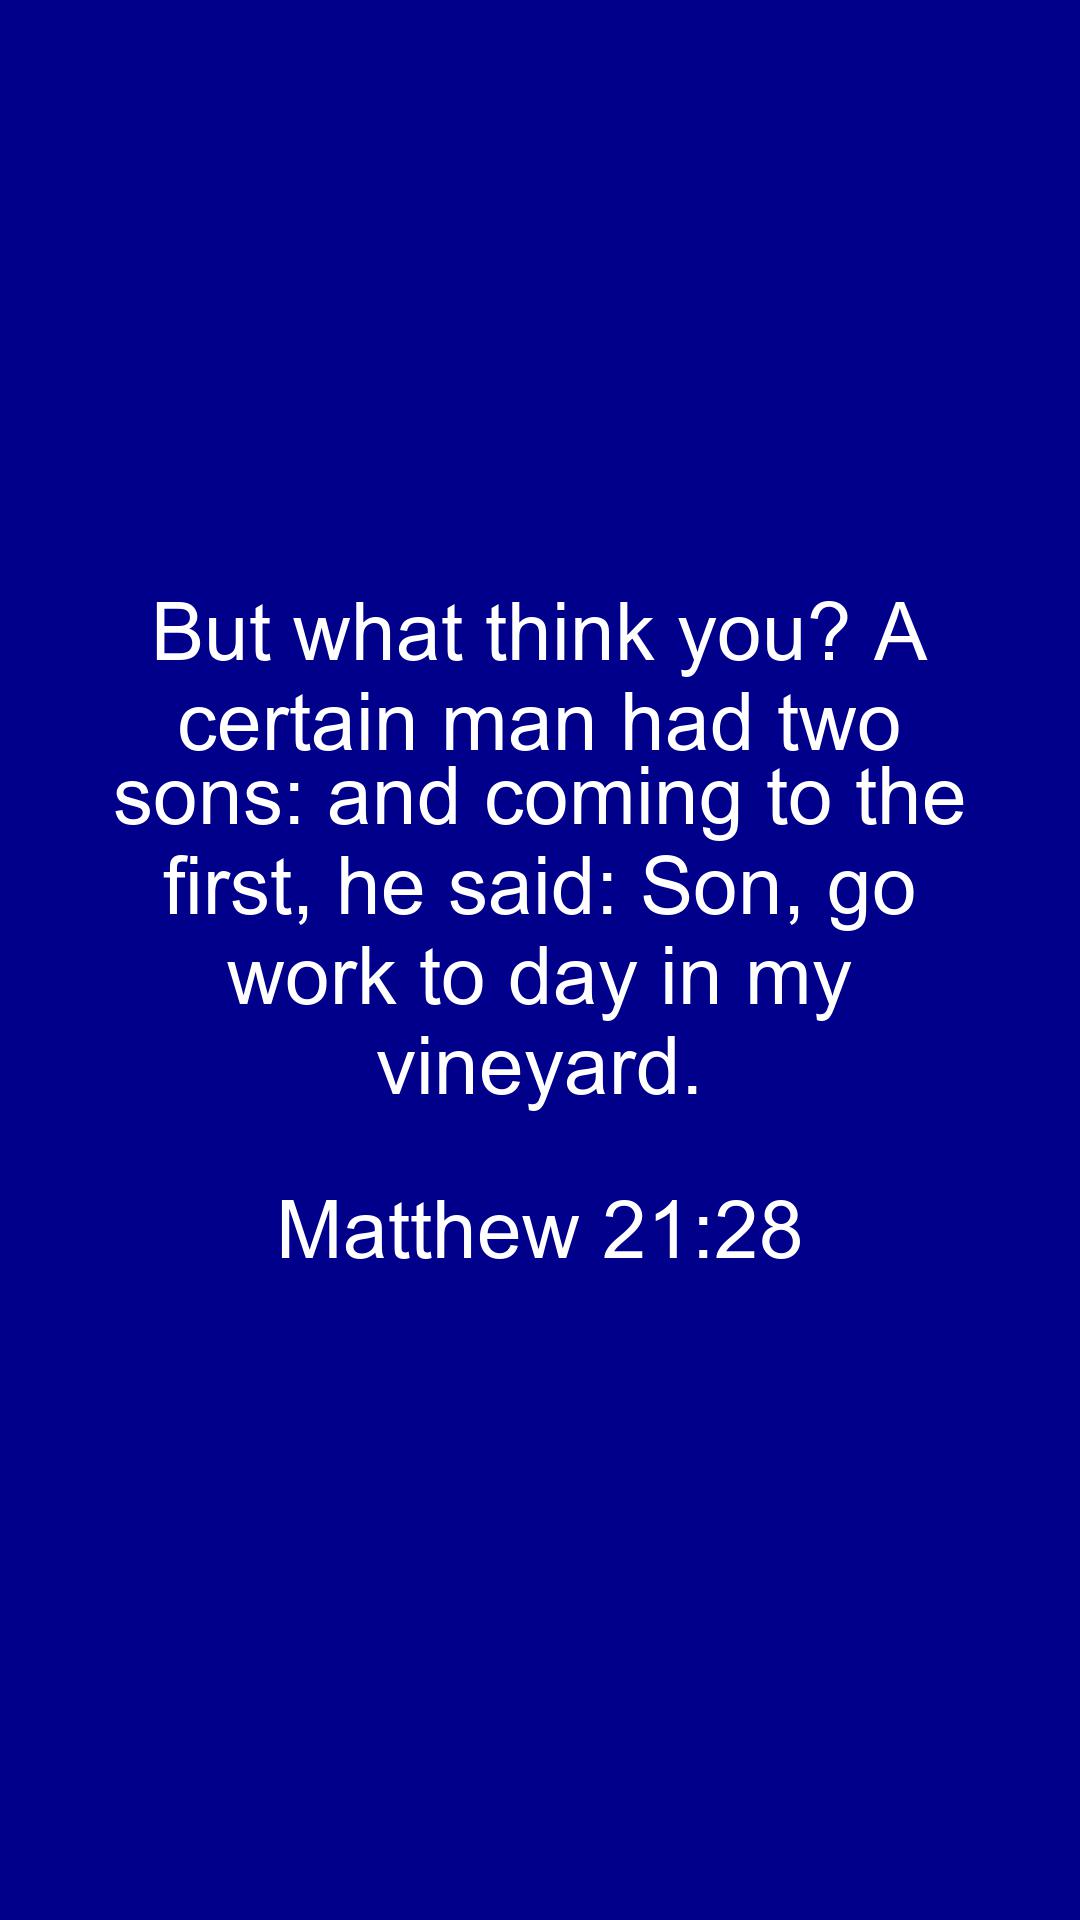 But what think you? A
certain man had two
sons: and coming to the
first, he said: Son, go
work to day in my
vineyard.
Matthew 21:28